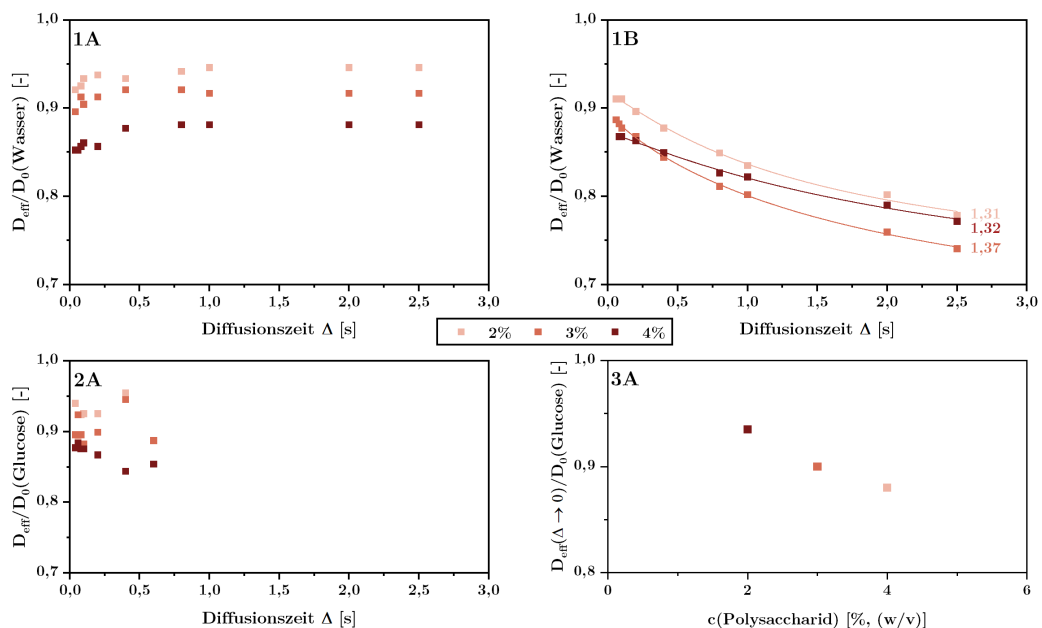 1A
1,0
0,9
0,8
0,7
D_eff/D_0(Wasser) [-]
0,0 0,5 1,0 1,5 2,0 2,5 3,0
Diffusionszeit Δ [s]
1B
1,0
0,9
0,8
0,7
D_eff/D_0(Wasser) [-]
1,31
1,32
1,37
0,0 0,5 1,0 1,5 2,0 2,5 3,0
Diffusionszeit Δ [s]
2% 3% 4%
2A
1,0
0,9
0,8
0,7
D_eff/D_0(Glucose) [-]
0,0 0,5 1,0 1,5 2,0 2,5 3,0
Diffusionszeit Δ [s]
3A
1,0
0,9
0,8
D_eff(Δ → 0)/D_0(Glucose) [-]
0 2 4 6
c(Polysaccharid) [%, (w/v)]